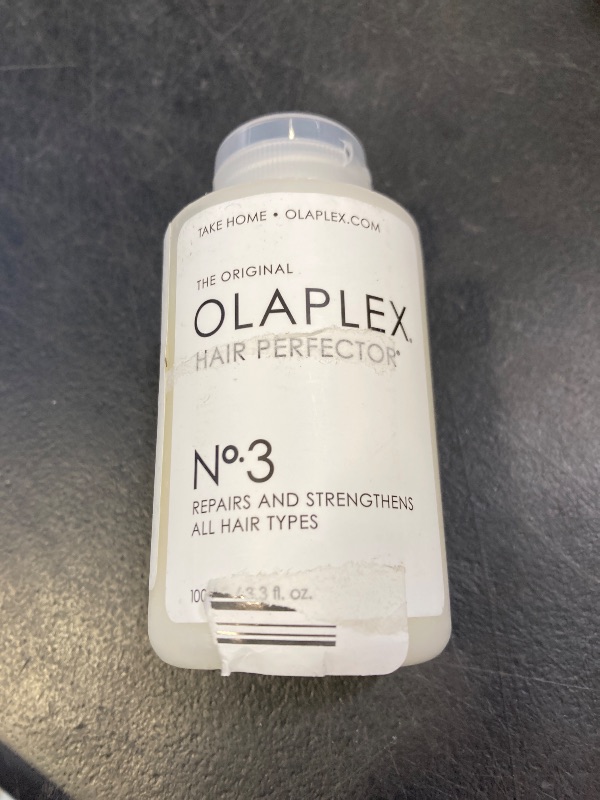 TAKE HOME • OLAPLEX.COM
THE ORIGINAL
OLAPLEX®
HAIR PERFECTOR®
Nº.3
REPAIRS AND STRENGTHENS
ALL HAIR TYPES
100 3.3 fl. oz.